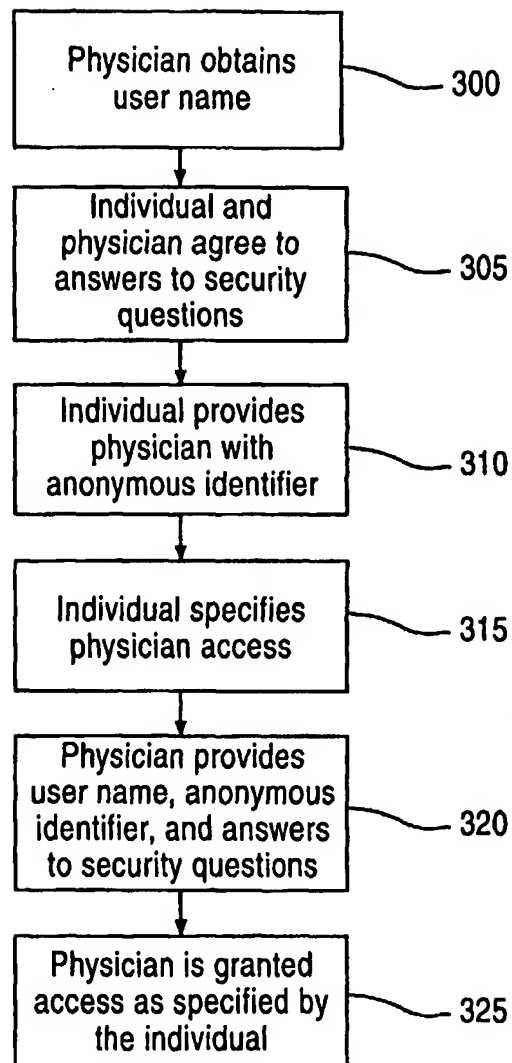 Physician obtains
user name
300
Individual and
physician agree to
answers to security
questions
305
Individual provides
physician with
anonymous identifier
310
Individual specifies
physician access
315
Physician provides
user name, anonymous
identifier, and answers
to security questions
320
Physician is granted
access as specified by
the individual
325